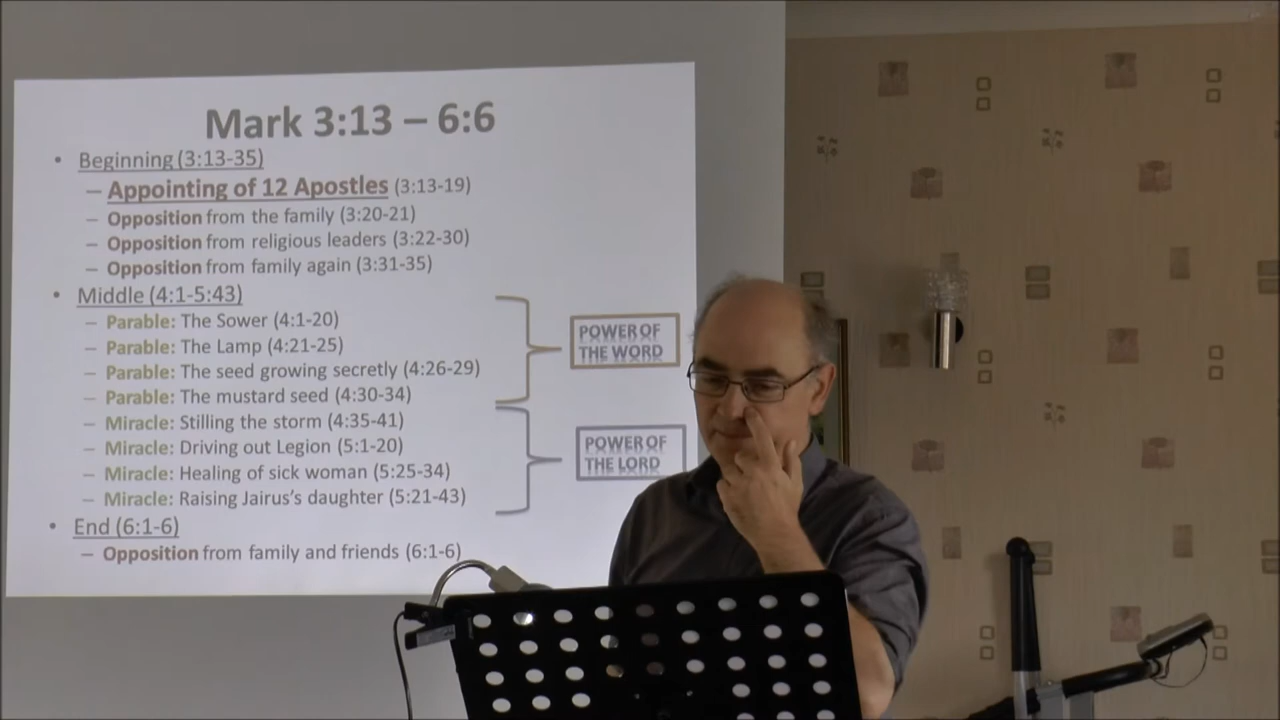 Mark 3:13 – 6:6
• Beginning (3:13-35)
– Appointing of 12 Apostles (3:13-19)
– Opposition from the family (3:20-21)
– Opposition from religious leaders (3:22-30)
– Opposition from family again (3:31-35)
• Middle (4:1-5:43)
– Parable: The Sower (4:1-20)
– Parable: The Lamp (4:21-25)
– Parable: The seed growing secretly (4:26-29)
– Parable: The mustard seed (4:30-34)
POWER OF
THE WORD
– Miracle: Stilling the storm (4:35-41)
– Miracle: Driving out Legion (5:1-20)
– Miracle: Healing of sick woman (5:25-34)
– Miracle: Raising Jairus's daughter (5:21-43)
POWER OF
THE LORD
• End (6:1-6)
– Opposition from family and friends (6:1-6)